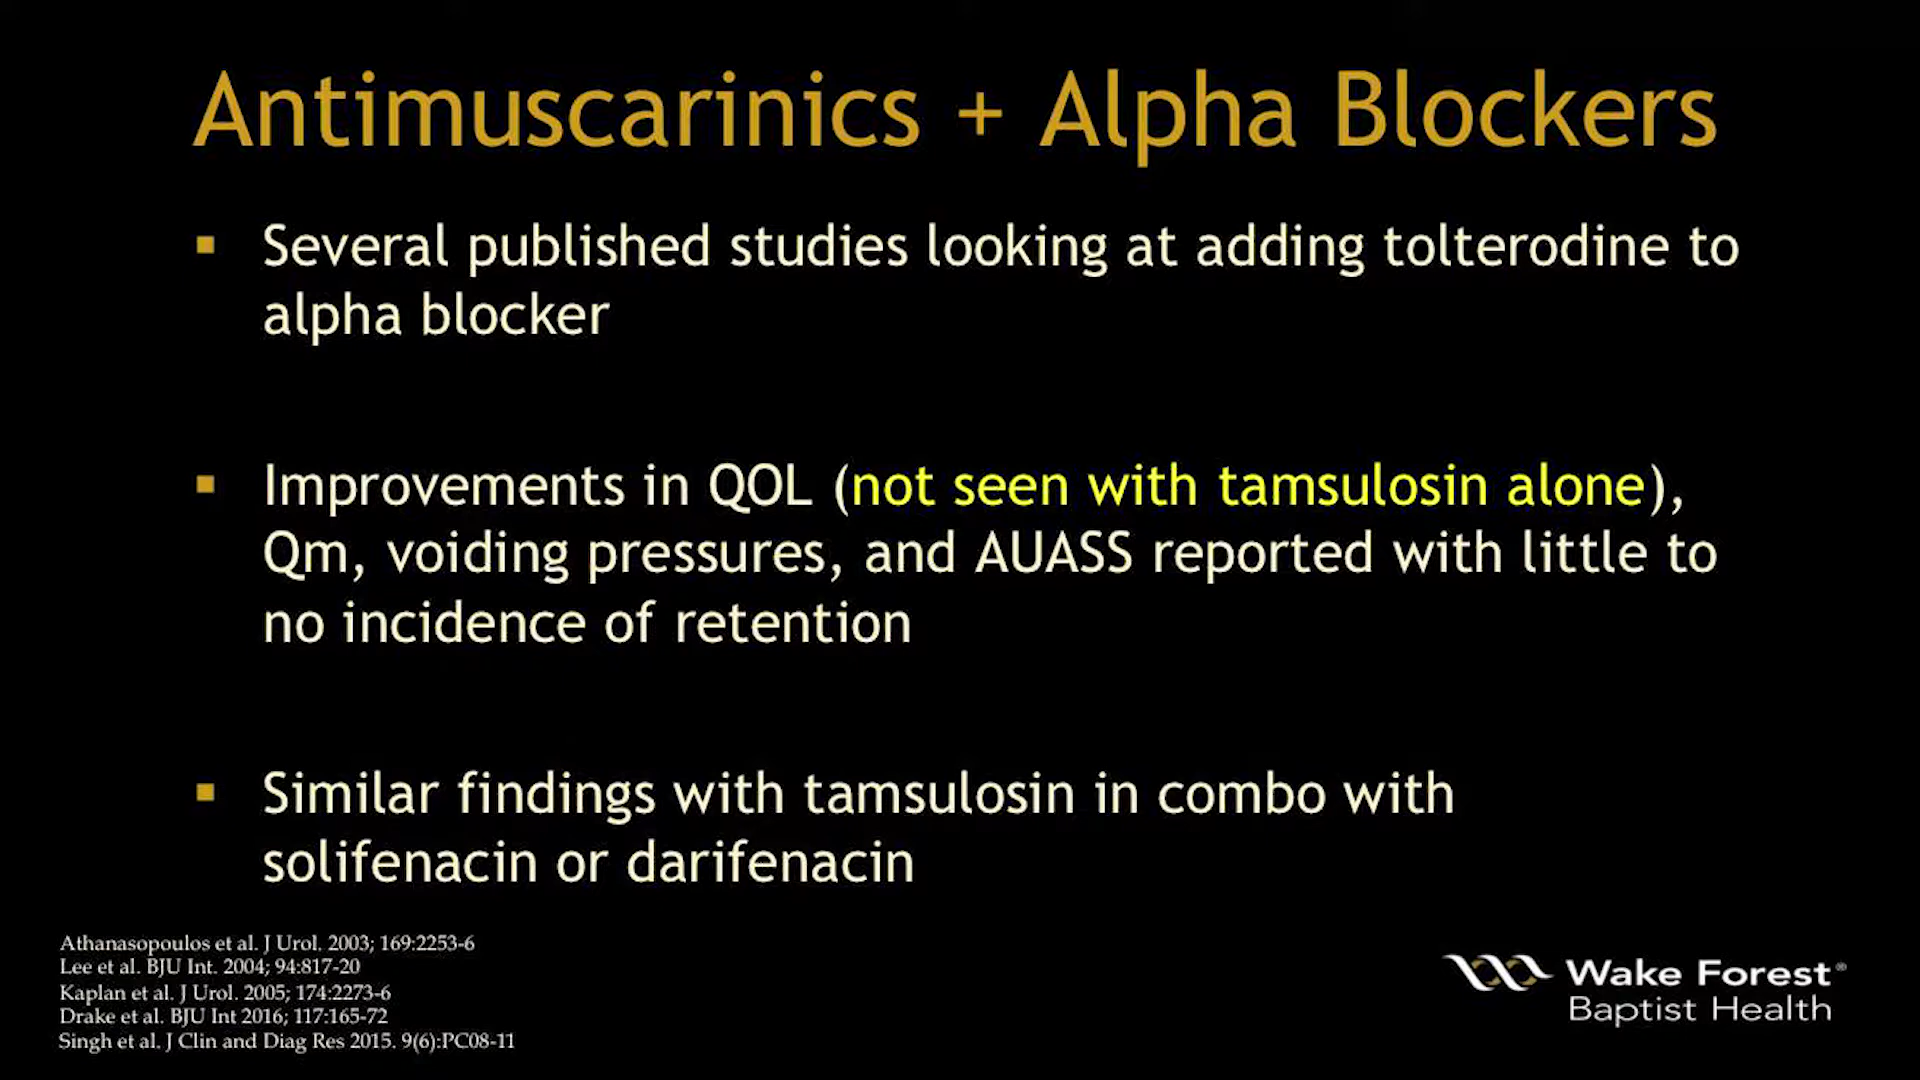 Antimuscarinics + Alpha Blockers
▪ Several published studies looking at adding tolterodine to
alpha blocker
▪ Improvements in QOL (not seen with tamsulosin alone),
Qm, voiding pressures, and AUASS reported with little to
no incidence of retention
▪ Similar findings with tamsulosin in combo with
solifenacin or darifenacin
Athanasopoulos et al. J Urol. 2003; 169:2253-6
Lee et al. BJU Int. 2004; 94:817-20
Kaplan et al. J Urol. 2005; 174:2273-6
Drake et al. BJU Int 2016; 117:165-72
Singh et al. J Clin and Diag Res 2015. 9(6):PC08-11
Wake Forest®
Baptist Health